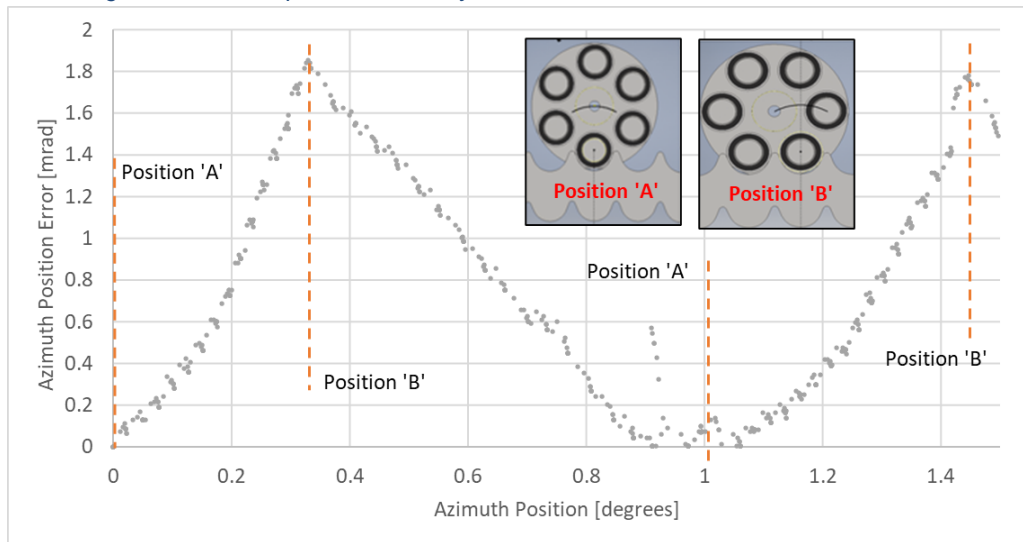 2
1.8
1.6
1.4
1.2
1
0.8
0.6
0.4
0.2
0
Azimuth Position Error [mrad]
Position 'A'
Position 'B'
Position 'A'
Position 'B'
Position 'A'
Position 'B'
0 0.2 0.4 0.6 0.8 1 1.2 1.4
Azimuth Position [degrees]